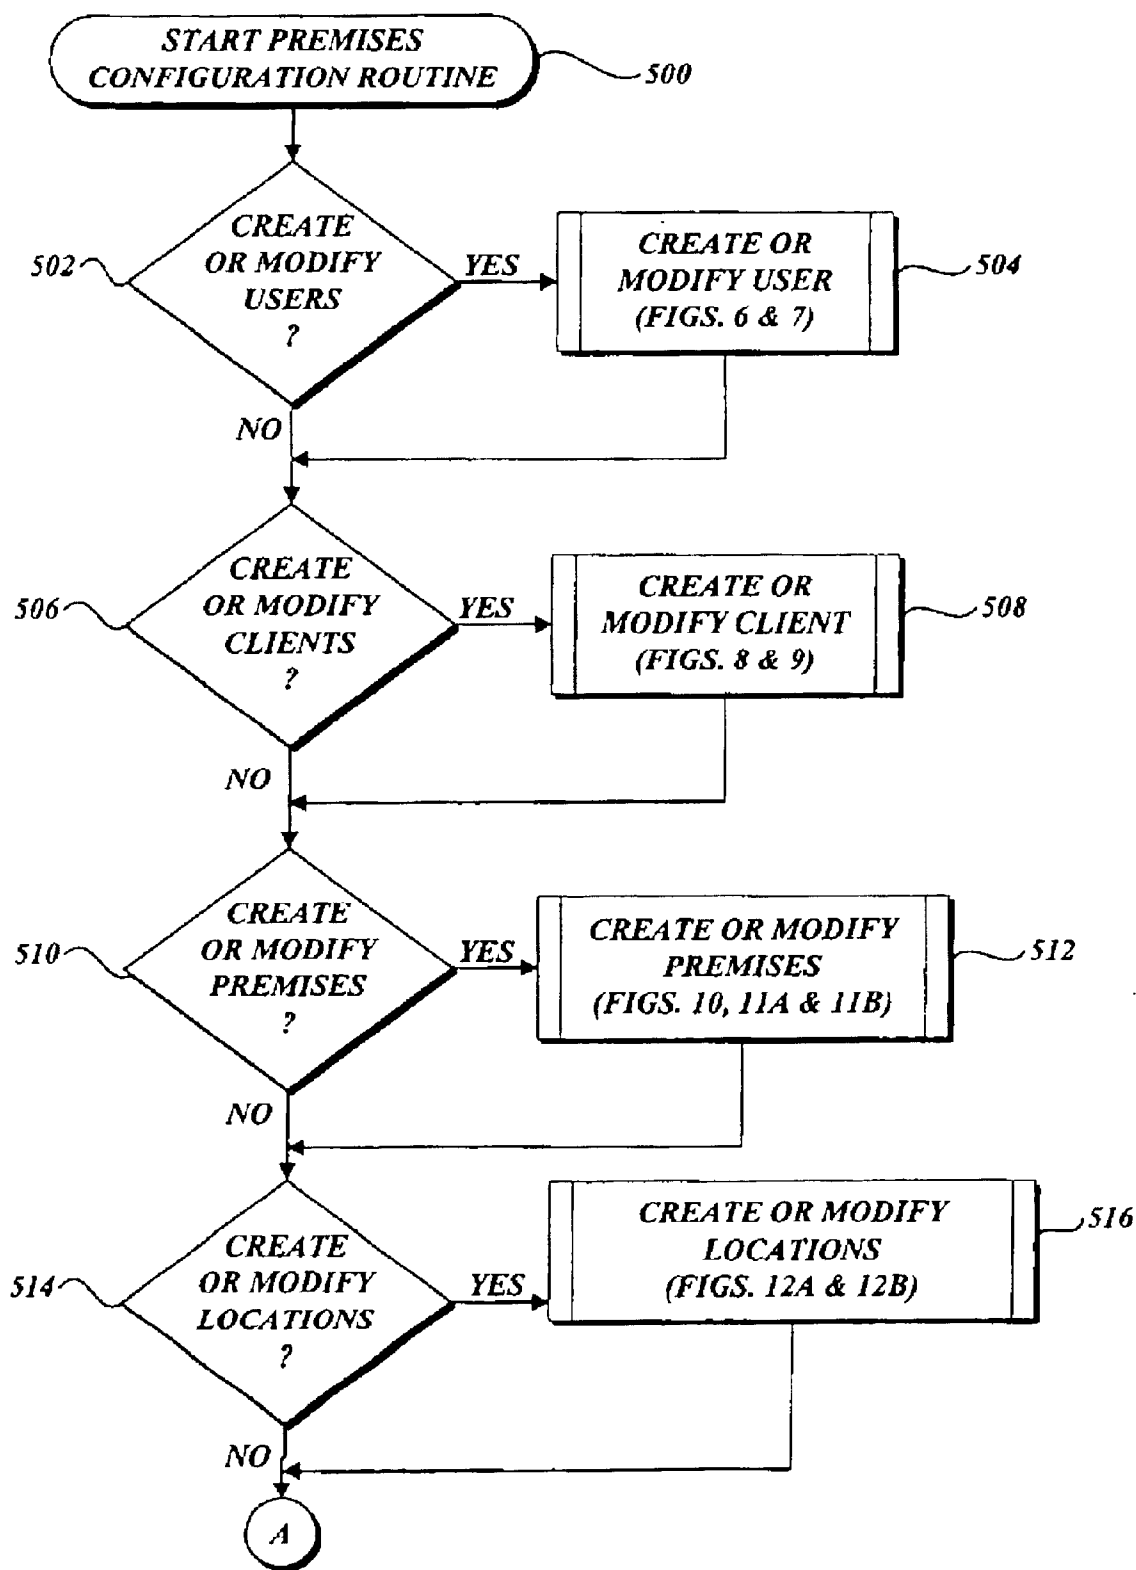 START PREMISES
CONFIGURATION ROUTINE
500
CREATE
OR MODIFY
USERS
?
502
YES
CREATE OR
MODIFY USER
(FIGS. 6 & 7)
504
NO
CREATE
OR MODIFY
CLIENTS
?
506
YES
CREATE OR
MODIFY CLIENT
(FIGS. 8 & 9)
508
NO
CREATE
OR MODIFY
PREMISES
?
510
YES
CREATE OR MODIFY
PREMISES
(FIGS. 10, 11A & 11B)
512
NO
CREATE
OR MODIFY
LOCATIONS
?
514
YES
CREATE OR MODIFY
LOCATIONS
(FIGS. 12A & 12B)
516
NO
A